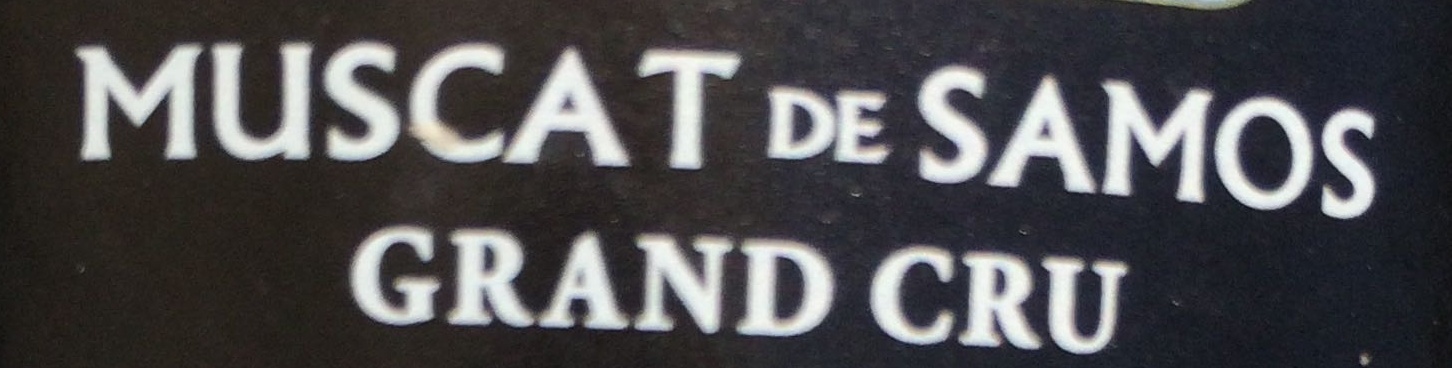 MUSCAT DE SAMOS
GRAND CRU